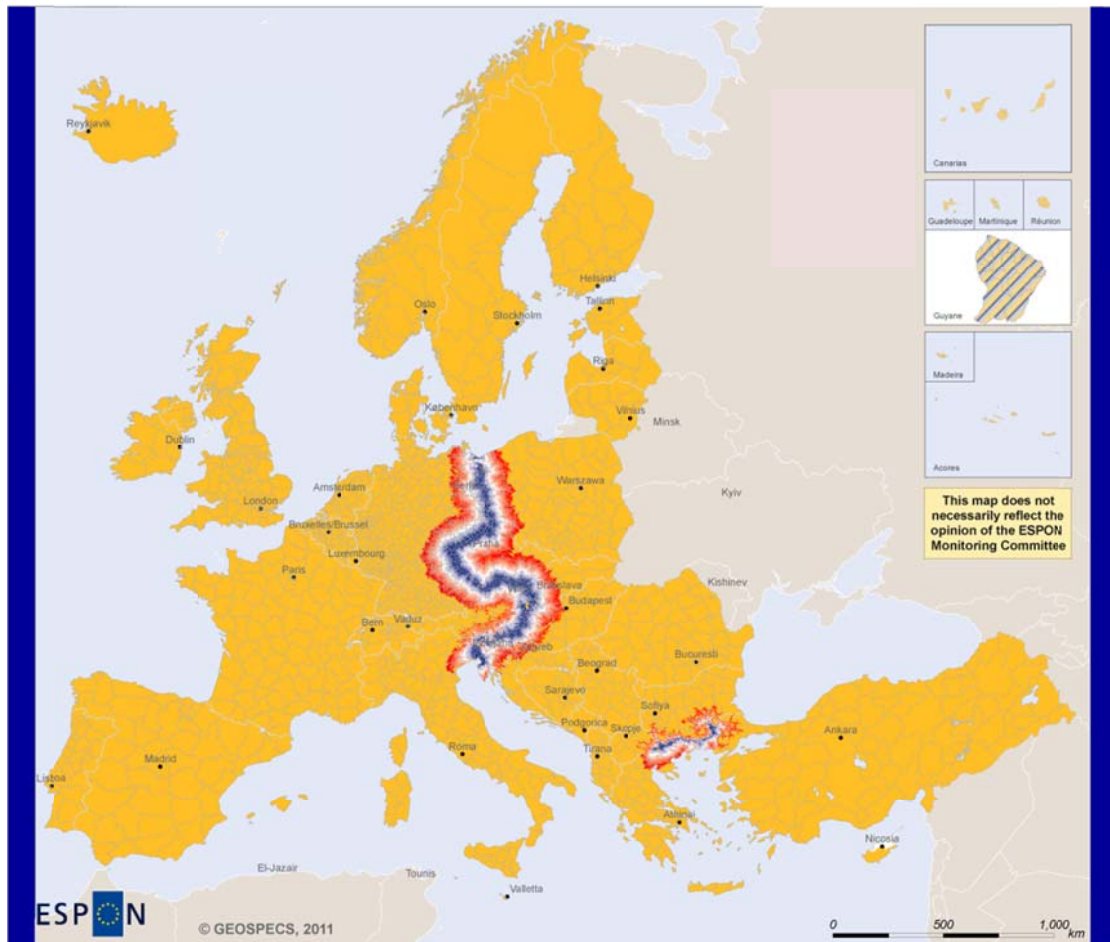 Reykjavik
Canarias
Guadeloupe
Martinique
Réunion
Guyane
Madeira
Acores
Oslo
Stockholm
Helsinki
Tallinn
Riga
Vilnius
Minsk
København
Dublin
London
Amsterdam
Bruxelles/Brussel
Luxembourg
Paris
Warszawa
Kyiv
Praha
Bratislava
Budapest
Kishinev
Bern
Vaduz
Zagreb
Beograd
Bucuresti
Sarajevo
Sofiya
Podgorica
Skopje
Tirana
Roma
Madrid
Lisboa
Ankara
Athinai
Nicosia
El-Jazair
Tounis
Valletta
This map does not
necessarily reflect the
opinion of the ESPON
Monitoring Committee
ESPON
© GEOSPECS, 2011
0 500 1,000
km